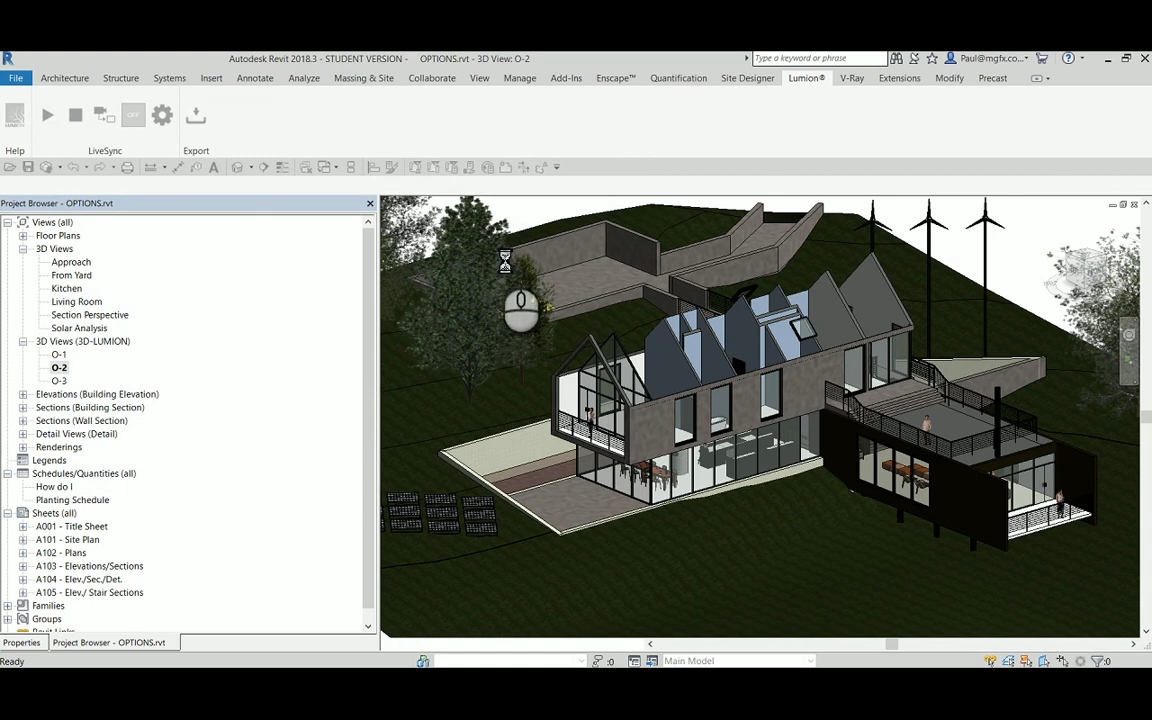 Autodesk Revit 2018.3 - STUDENT VERSION - OPTIONS.rvt - 3D View: O-2
Type a keyword or phrase
Paul@mgfx.co...
File Architecture Structure Systems Insert Annotate Analyze Massing & Site Collaborate View Manage Add-Ins Enscape™ Quantification Site Designer Lumion® V-Ray Extensions Modify Precast
OFF
Help LiveSync Export
Project Browser - OPTIONS.rvt
Views (all)
Floor Plans
3D Views
Approach
From Yard
Kitchen
Living Room
Section Perspective
Solar Analysis
3D Views (3D-LUMION)
O-1
O-2
O-3
Elevations (Building Elevation)
Sections (Building Section)
Sections (Wall Section)
Detail Views (Detail)
Renderings
Legends
Schedules/Quantities (all)
How do I
Planting Schedule
Sheets (all)
A001 - Title Sheet
A101 - Site Plan
A102 - Plans
A103 - Elevations/Sections
A104 - Elev./Sec./Det.
A105 - Elev./ Stair Sections
Families
Groups
Revit Links
Properties Project Browser - OPTIONS.rvt
Ready :0 Main Model :0